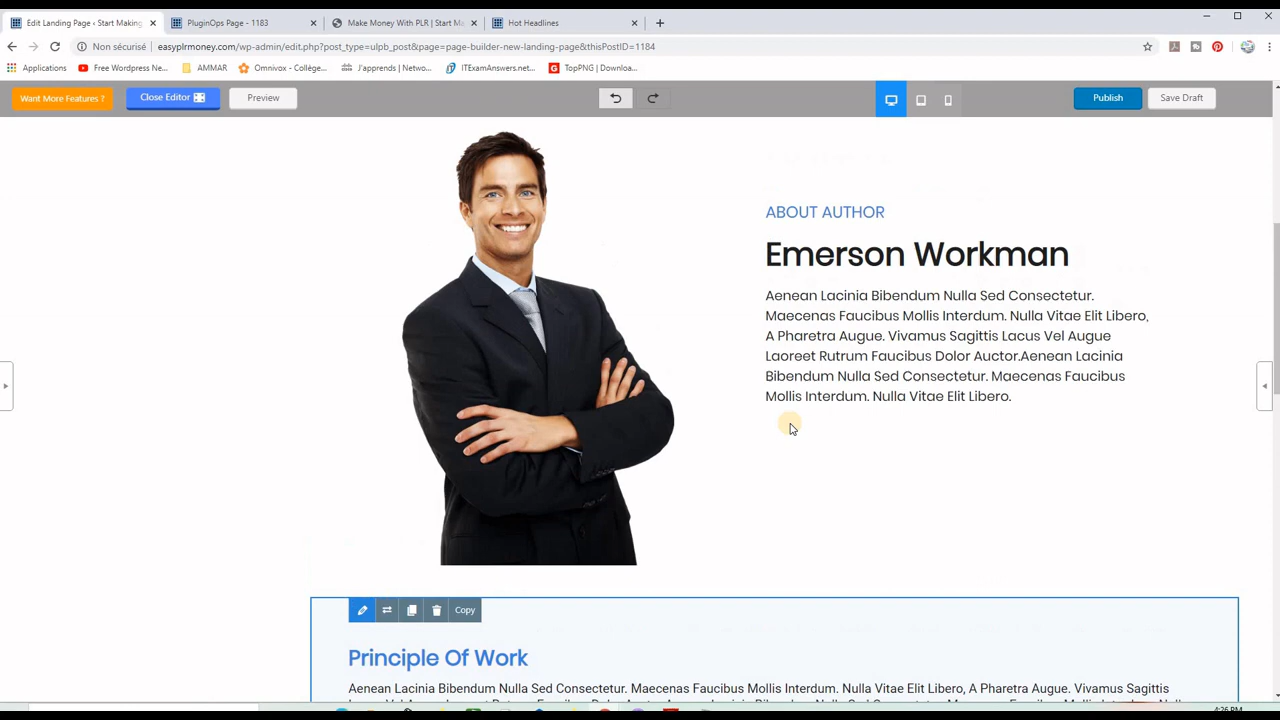 Edit Landing Page ‹ Start Making
PluginOps Page - 1183
Make Money With PLR | Start Ma
Hot Headlines
Non sécurisé | easyplrmoney.com/wp-admin/edit.php?post_type=ulpb_post&page=page-builder-new-landing-page&thisPostID=1184
Applications
Free Wordpress Ne...
AMMAR
Omnivox - Collège...
J'apprends | Netwo...
ITExamAnswers.net...
TopPNG | Downloa...
Want More Features ?
Close Editor
Preview
Publish
Save Draft
ABOUT AUTHOR
Emerson Workman
Aenean Lacinia Bibendum Nulla Sed Consectetur.
Maecenas Faucibus Mollis Interdum. Nulla Vitae Elit Libero,
A Pharetra Augue. Vivamus Sagittis Lacus Vel Augue
Laoreet Rutrum Faucibus Dolor Auctor.Aenean Lacinia
Bibendum Nulla Sed Consectetur. Maecenas Faucibus
Mollis Interdum. Nulla Vitae Elit Libero.
Copy
Principle Of Work
Aenean Lacinia Bibendum Nulla Sed Consectetur. Maecenas Faucibus Mollis Interdum. Nulla Vitae Elit Libero, A Pharetra Augue. Vivamus Sagittis
4:26 PM